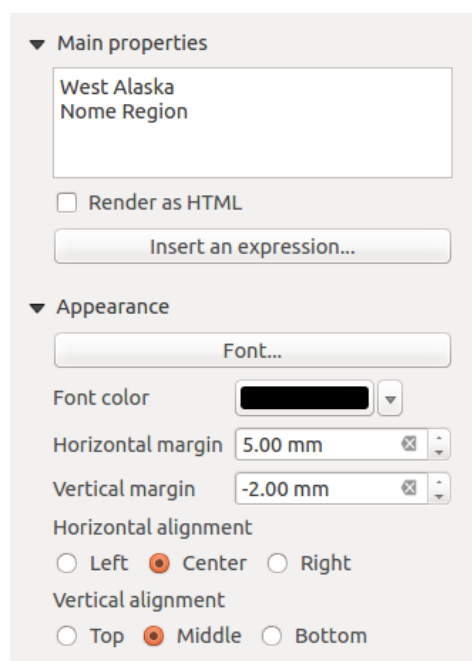 Main properties
West Alaska
Nome Region
Render as HTML
Insert an expression...
Appearance
Font...
Font color
Horizontal margin 5.00 mm
Vertical margin -2.00 mm
Horizontal alignment
Left Center Right
Vertical alignment
Top Middle Bottom